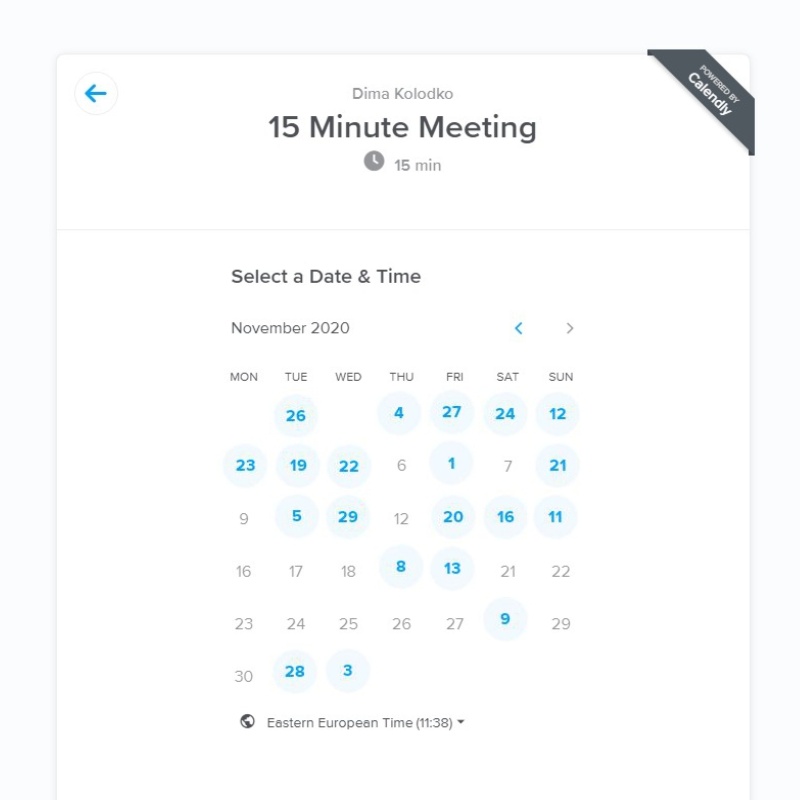 POWERED BY
Calendly
Dima Kolodko
15 Minute Meeting
15 min
Select a Date & Time
November 2020
MON TUE WED THU FRI SAT SUN
26 4 27 24 12
23 19 22 6 1 7 21
9 5 29 12 20 16 11
16 17 18 8 13 21 22
23 24 25 26 27 9 29
30 28 3
Eastern European Time (11:38)